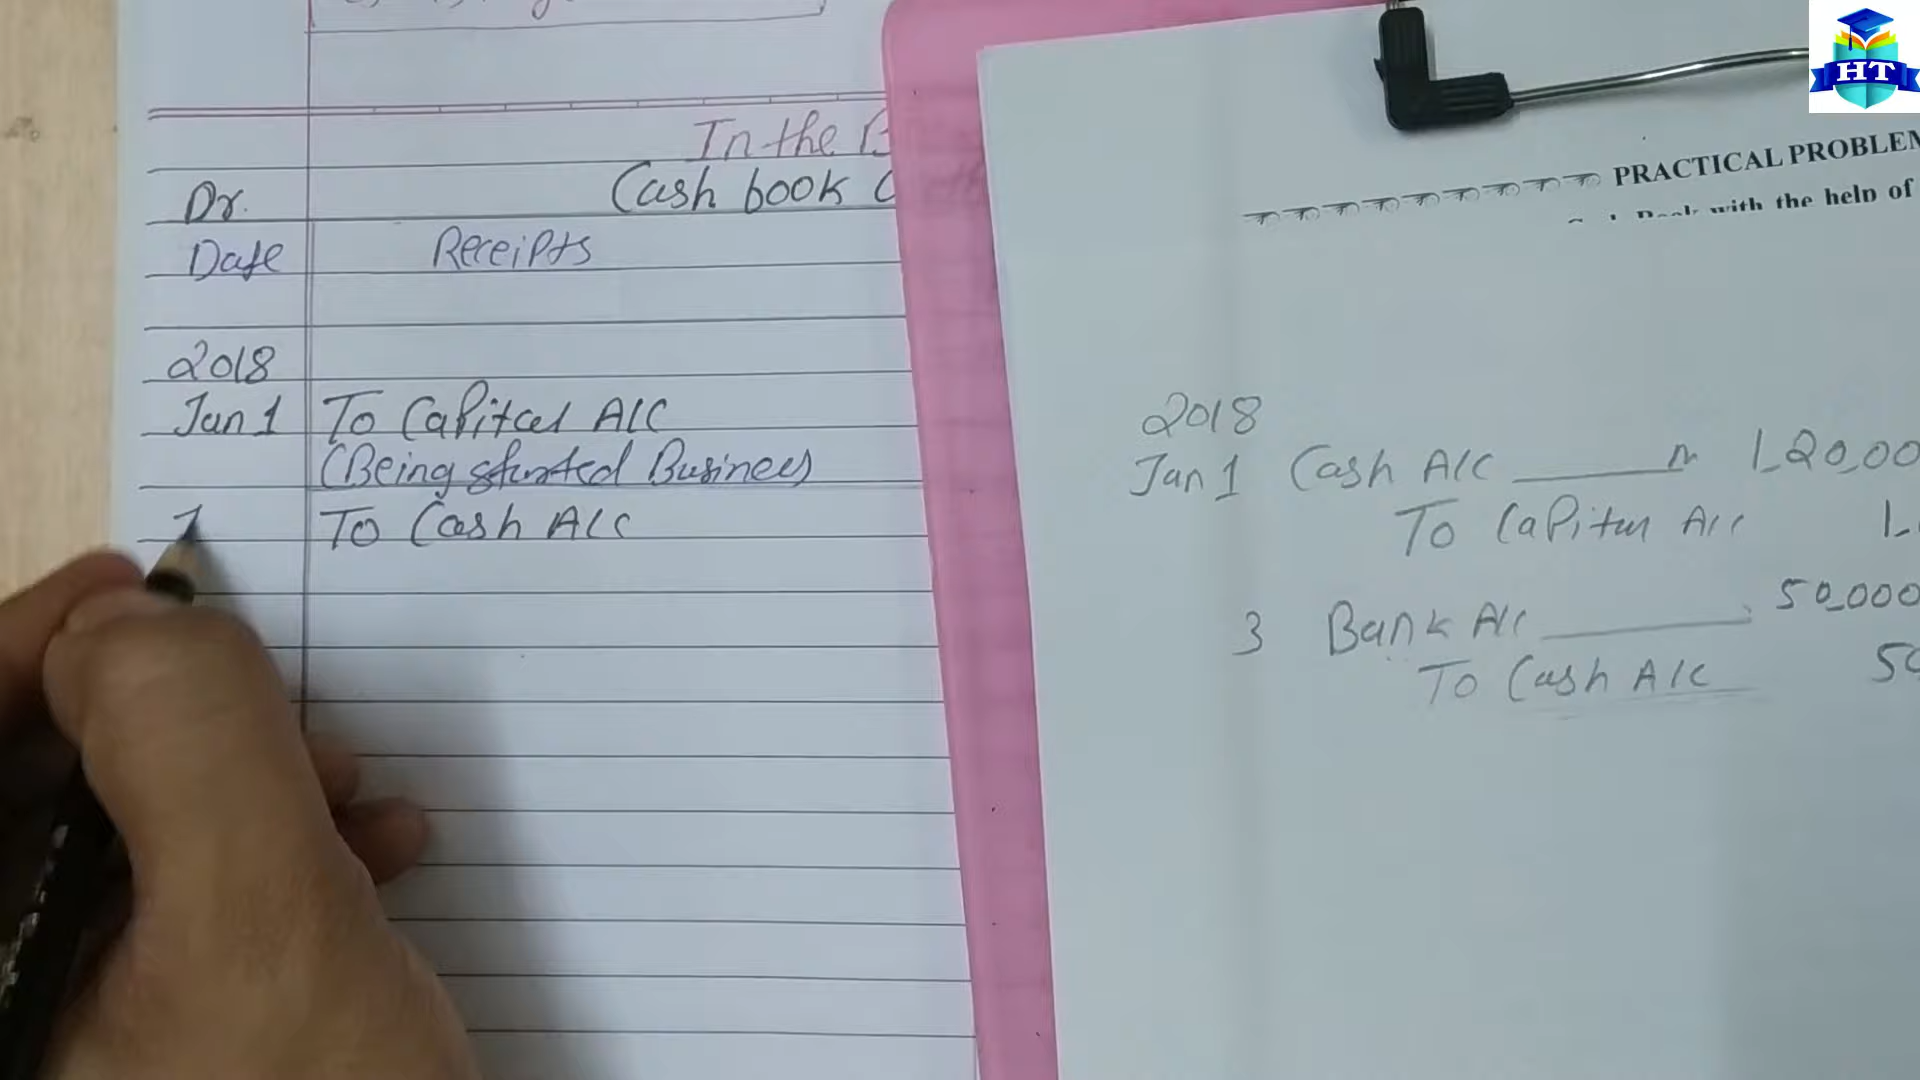 In the B
Dr. Cash book C
Date Receipts
2018
Jan 1 To Capital A/C
(Being started Business)
To Cash A/C
HT
PRACTICAL PROBLEM
Book with the help of
2018
Jan 1 Cash A/C 1,20,00
To Capital A/C 1
3 Bank A/C 50,000
To Cash A/C 50